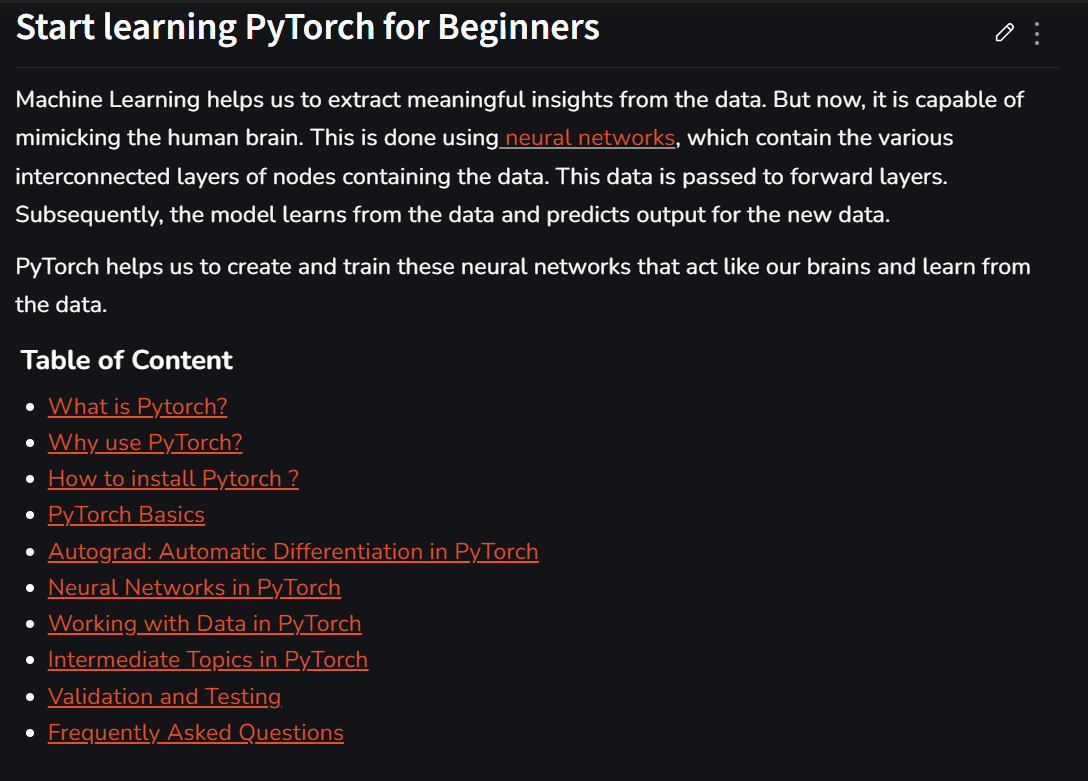 Start learning PyTorch for Beginners
Machine Learning helps us to extract meaningful insights from the data. But now, it is capable of
mimicking the human brain. This is done using neural networks, which contain the various
interconnected layers of nodes containing the data. This data is passed to forward layers.
Subsequently, the model learns from the data and predicts output for the new data.
PyTorch helps us to create and train these neural networks that act like our brains and learn from
the data.
Table of Content
What is Pytorch?
Why use PyTorch?
How to install Pytorch ?
PyTorch Basics
Autograd: Automatic Differentiation in PyTorch
Neural Networks in PyTorch
Working with Data in PyTorch
Intermediate Topics in PyTorch
Validation and Testing
Frequently Asked Questions